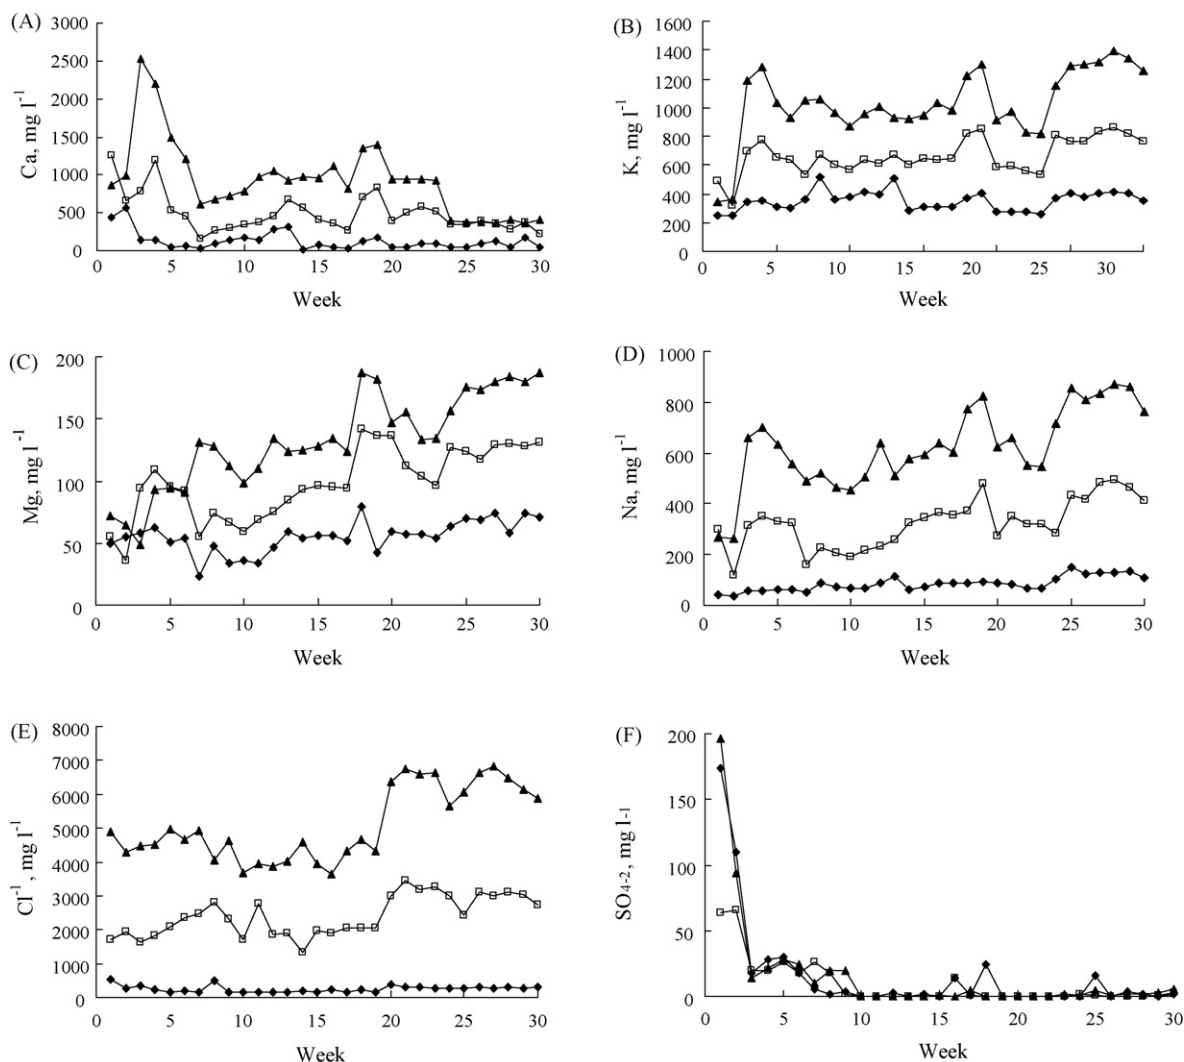 (A)
3000
2500
2000
1500
1000
500
0
Ca, mg l-1
0 5 10 15 20 25 30
Week
(B)
1600
1400
1200
1000
800
600
400
200
0
K, mg l-1
0 5 10 15 20 25 30
Week
(C)
200
150
100
50
0
Mg, mg l-1
0 5 10 15 20 25 30
Week
(D)
1000
800
600
400
200
0
Na, mg l-1
0 5 10 15 20 25 30
Week
(E)
8000
7000
6000
5000
4000
3000
2000
1000
0
Cl-1, mg l-1
0 5 10 15 20 25 30
Week
(F)
200
150
100
50
0
SO4-2, mg l-1
0 5 10 15 20 25 30
Week